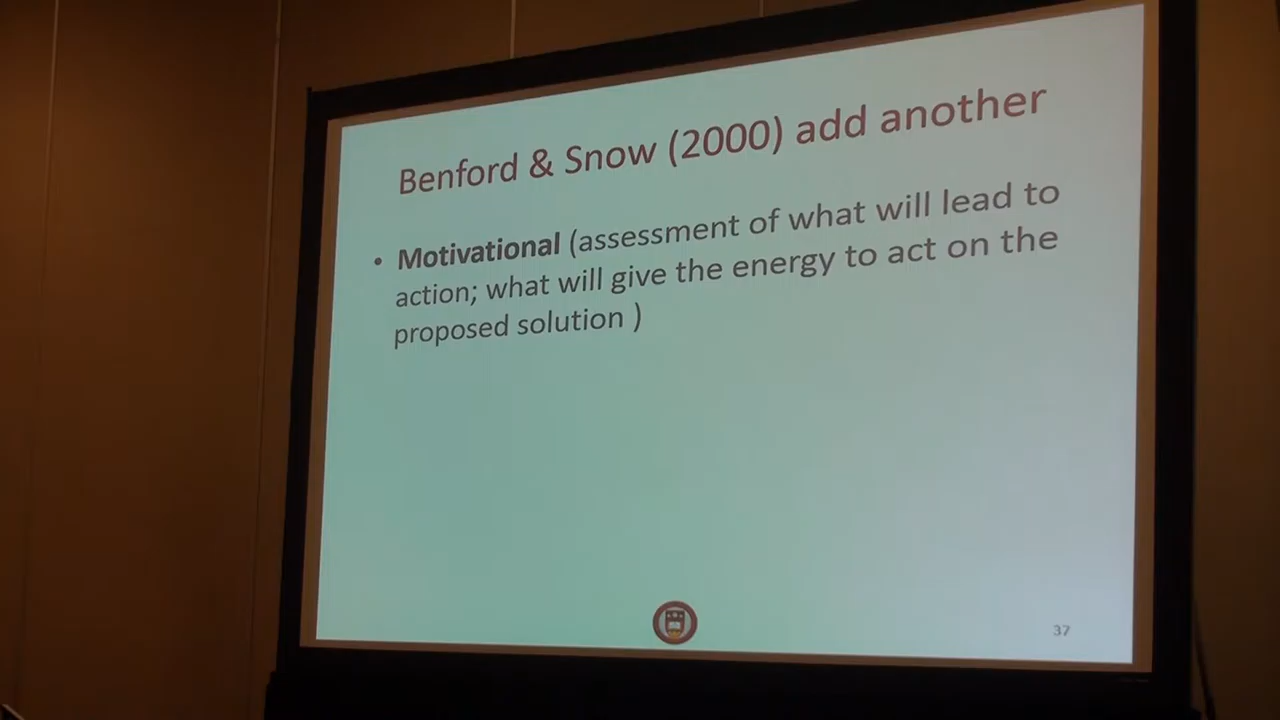 Benford & Snow (2000) add another
• Motivational (assessment of what will lead to
action; what will give the energy to act on the
proposed solution )
37